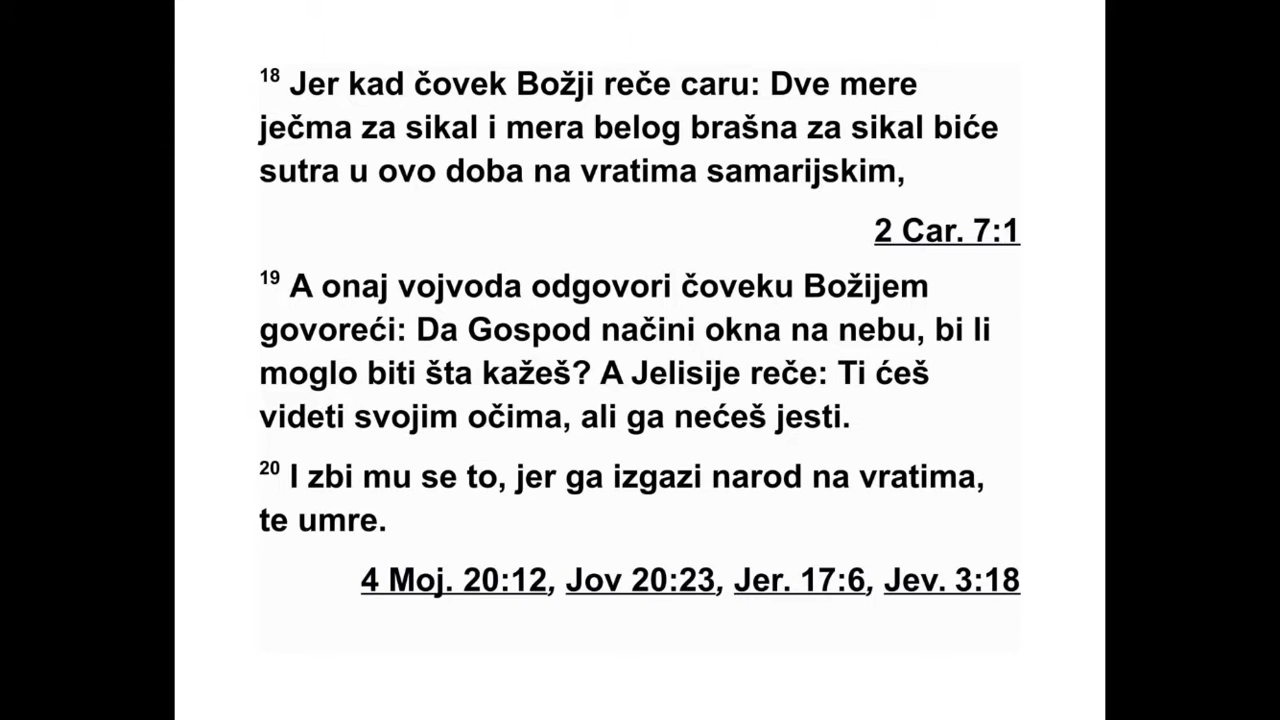 18 Jer kad čovek Božji reče caru: Dve mere
ječma za sikal i mera belog brašna za sikal biće
sutra u ovo doba na vratima samarijskim,
2 Car. 7:1
19 A onaj vojvoda odgovori čoveku Božijem
govoreći: Da Gospod načini okna na nebu, bi li
moglo biti šta kažeš? A Jelisije reče: Ti ćeš
videti svojim očima, ali ga nećeš jesti.
20 I zbi mu se to, jer ga izgazi narod na vratima,
te umre.
4 Moj. 20:12, Jov 20:23, Jer. 17:6, Jev. 3:18